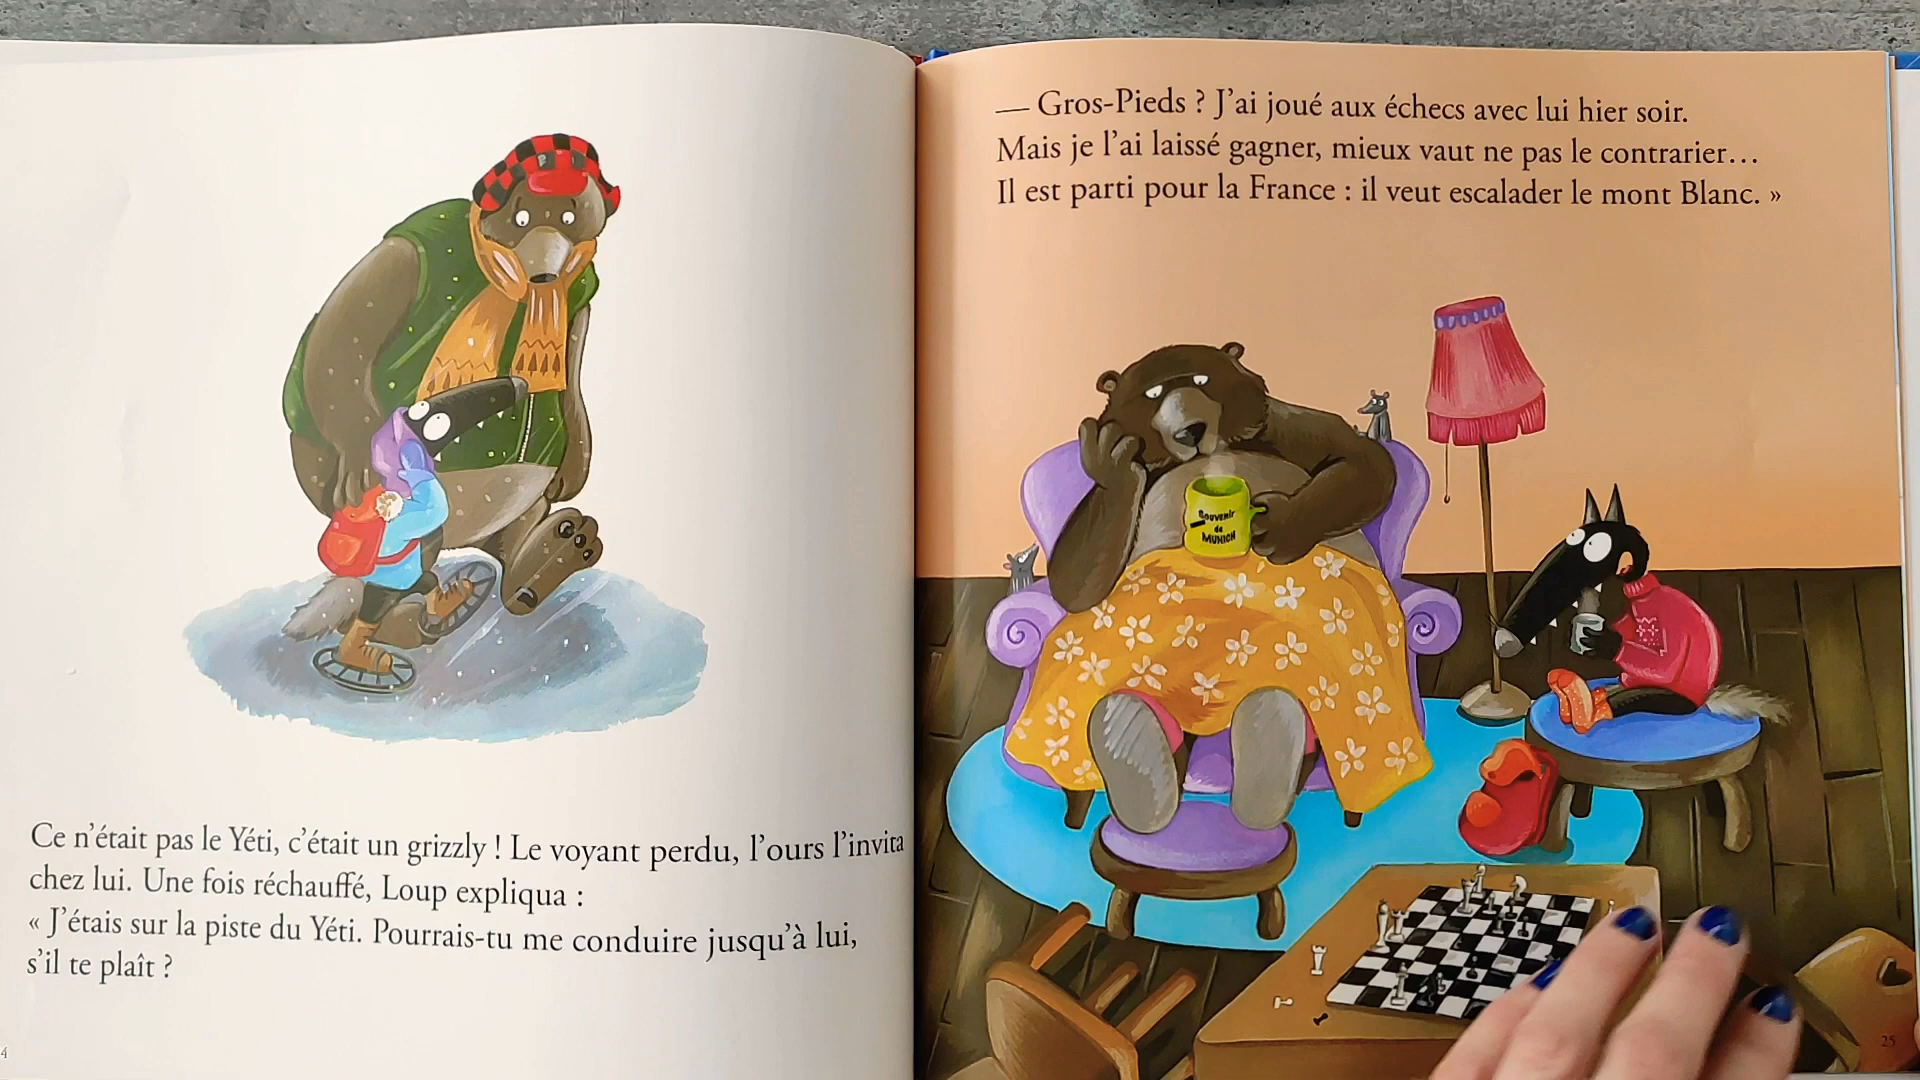 Ce n'était pas le Yéti, c'était un grizzly ! Le voyant perdu, l'ours l'invita
chez lui. Une fois réchauffé, Loup expliqua :
« J'étais sur la piste du Yéti. Pourrais-tu me conduire jusqu'à lui,
s'il te plaît ?
— Gros-Pieds ? J'ai joué aux échecs avec lui hier soir.
Mais je l'ai laissé gagner, mieux vaut ne pas le contrarier…
Il est parti pour la France : il veut escalader le mont Blanc. »
Souvenir
de
MUNICH
4
25